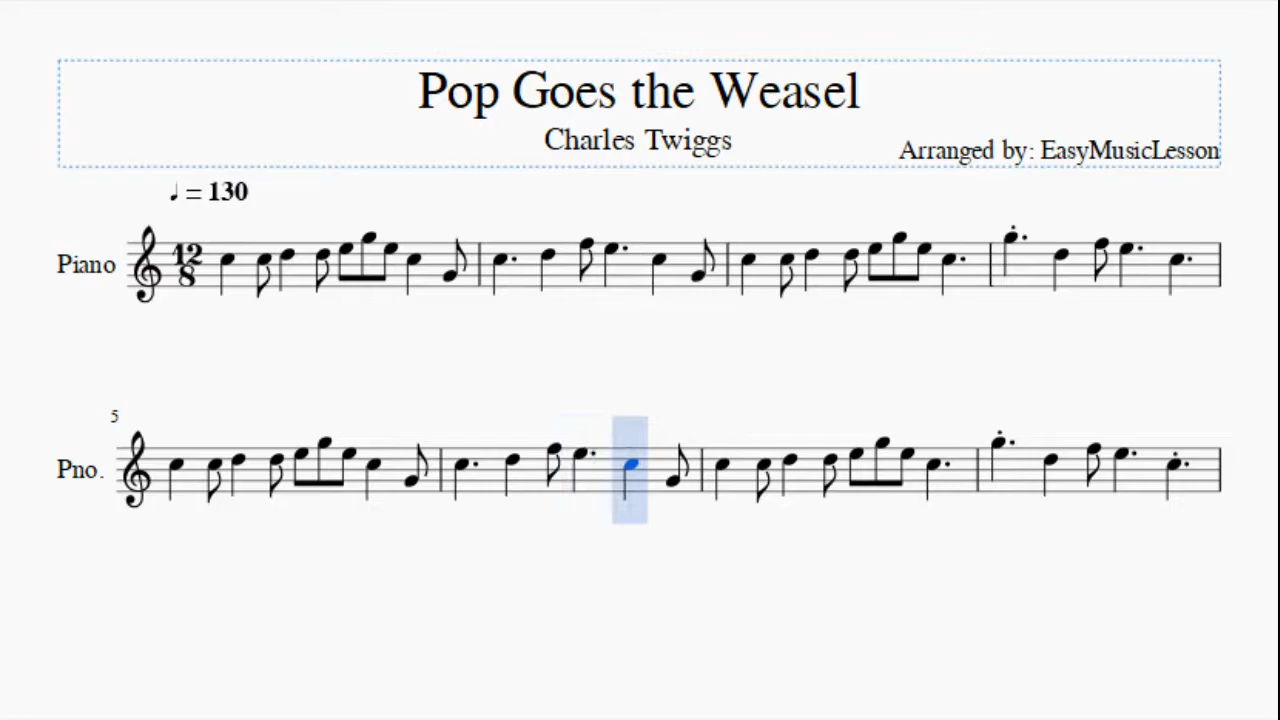 Pop Goes the Weasel
Charles Twiggs
Arranged by: EasyMusicLesson
♩ = 130
Piano
12
8
5
Pno.